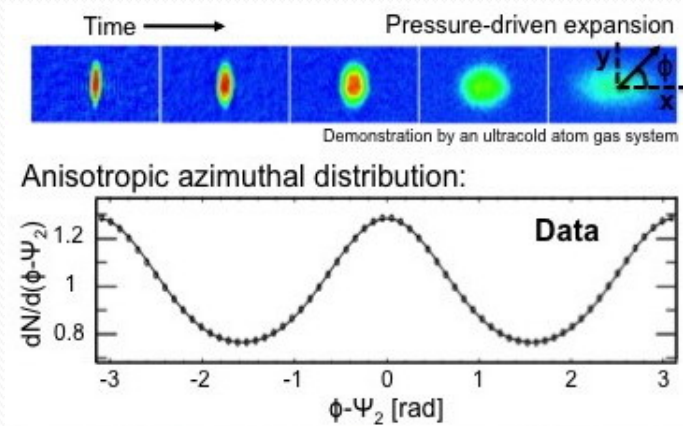 Time Pressure-driven expansion
y ϕ
x
Demonstration by an ultracold atom gas system
Anisotropic azimuthal distribution:
Data
dN/d(ϕ-Ψ₂)
1.2
1
0.8
-3 -2 -1 0 1 2 3
ϕ-Ψ₂ [rad]